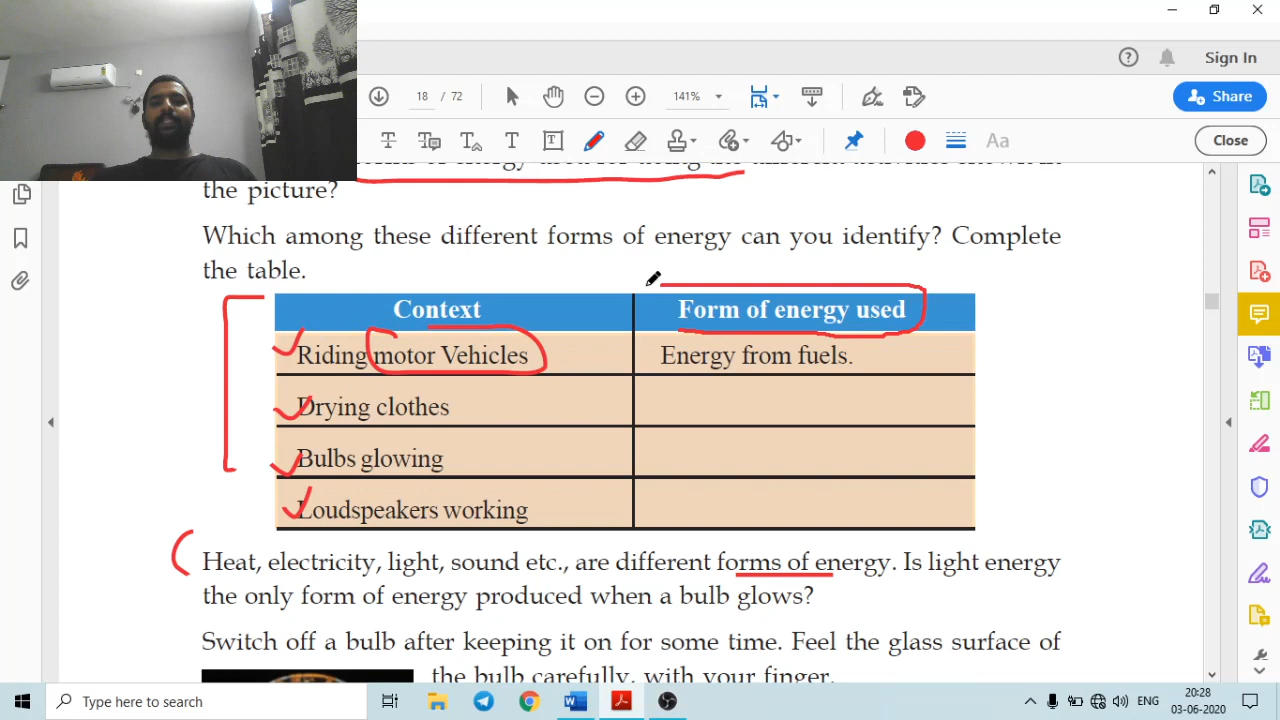 Sign In
18 / 72
141%
Share
Close
the picture?
Which among these different forms of energy can you identify? Complete
the table.
Context Form of energy used
Riding motor Vehicles Energy from fuels.
Drying clothes
Bulbs glowing
Loudspeakers working
Heat, electricity, light, sound etc., are different forms of energy. Is light energy
the only form of energy produced when a bulb glows?
Switch off a bulb after keeping it on for some time. Feel the glass surface of
the bulb carefully, with your finger.
Type here to search
ENG
20:28
03-06-2020